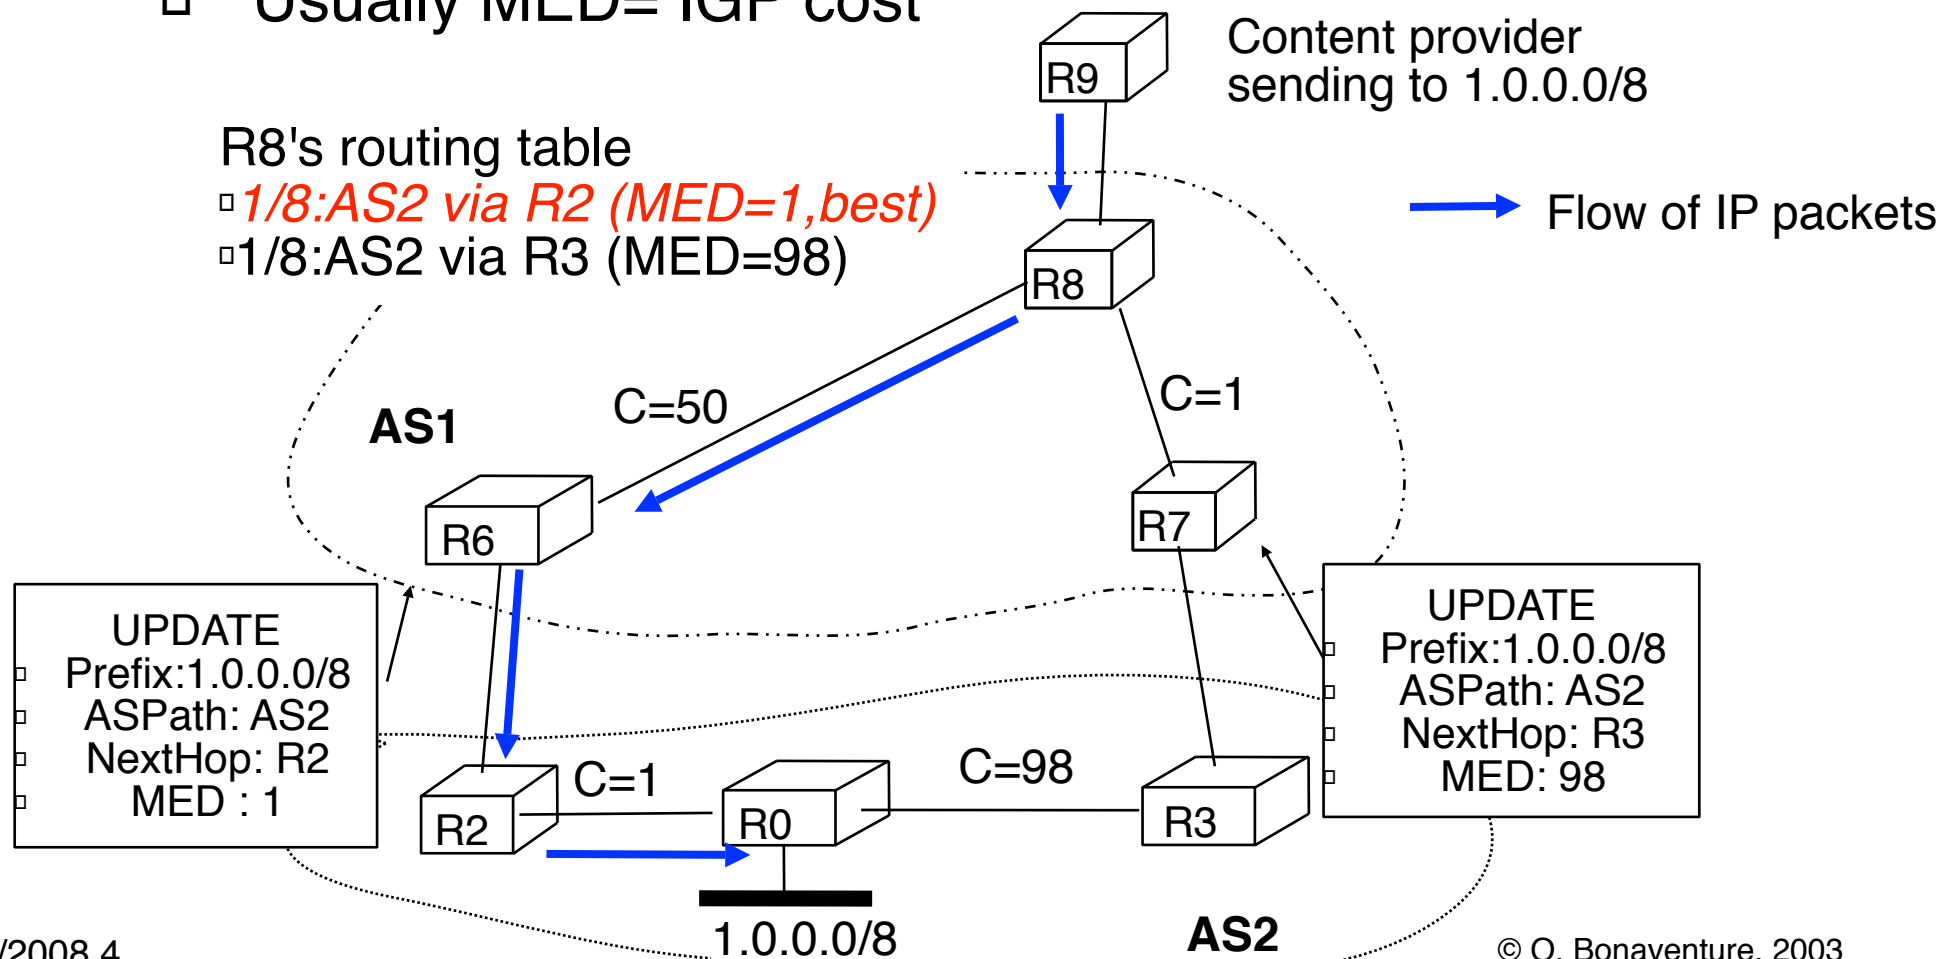 Usually MED= IGP cost
R9
Content provider
sending to 1.0.0.0/8
R8's routing table
1/8:AS2 via R2 (MED=1,best)
1/8:AS2 via R3 (MED=98)
Flow of IP packets
R8
C=50
C=1
AS1
R6
R7
UPDATE
Prefix:1.0.0.0/8
ASPath: AS2
NextHop: R2
MED : 1
UPDATE
Prefix:1.0.0.0/8
ASPath: AS2
NextHop: R3
MED: 98
R2
C=1
R0
C=98
R3
1.0.0.0/8
AS2
/2008.4
© O. Bonaventure, 2003